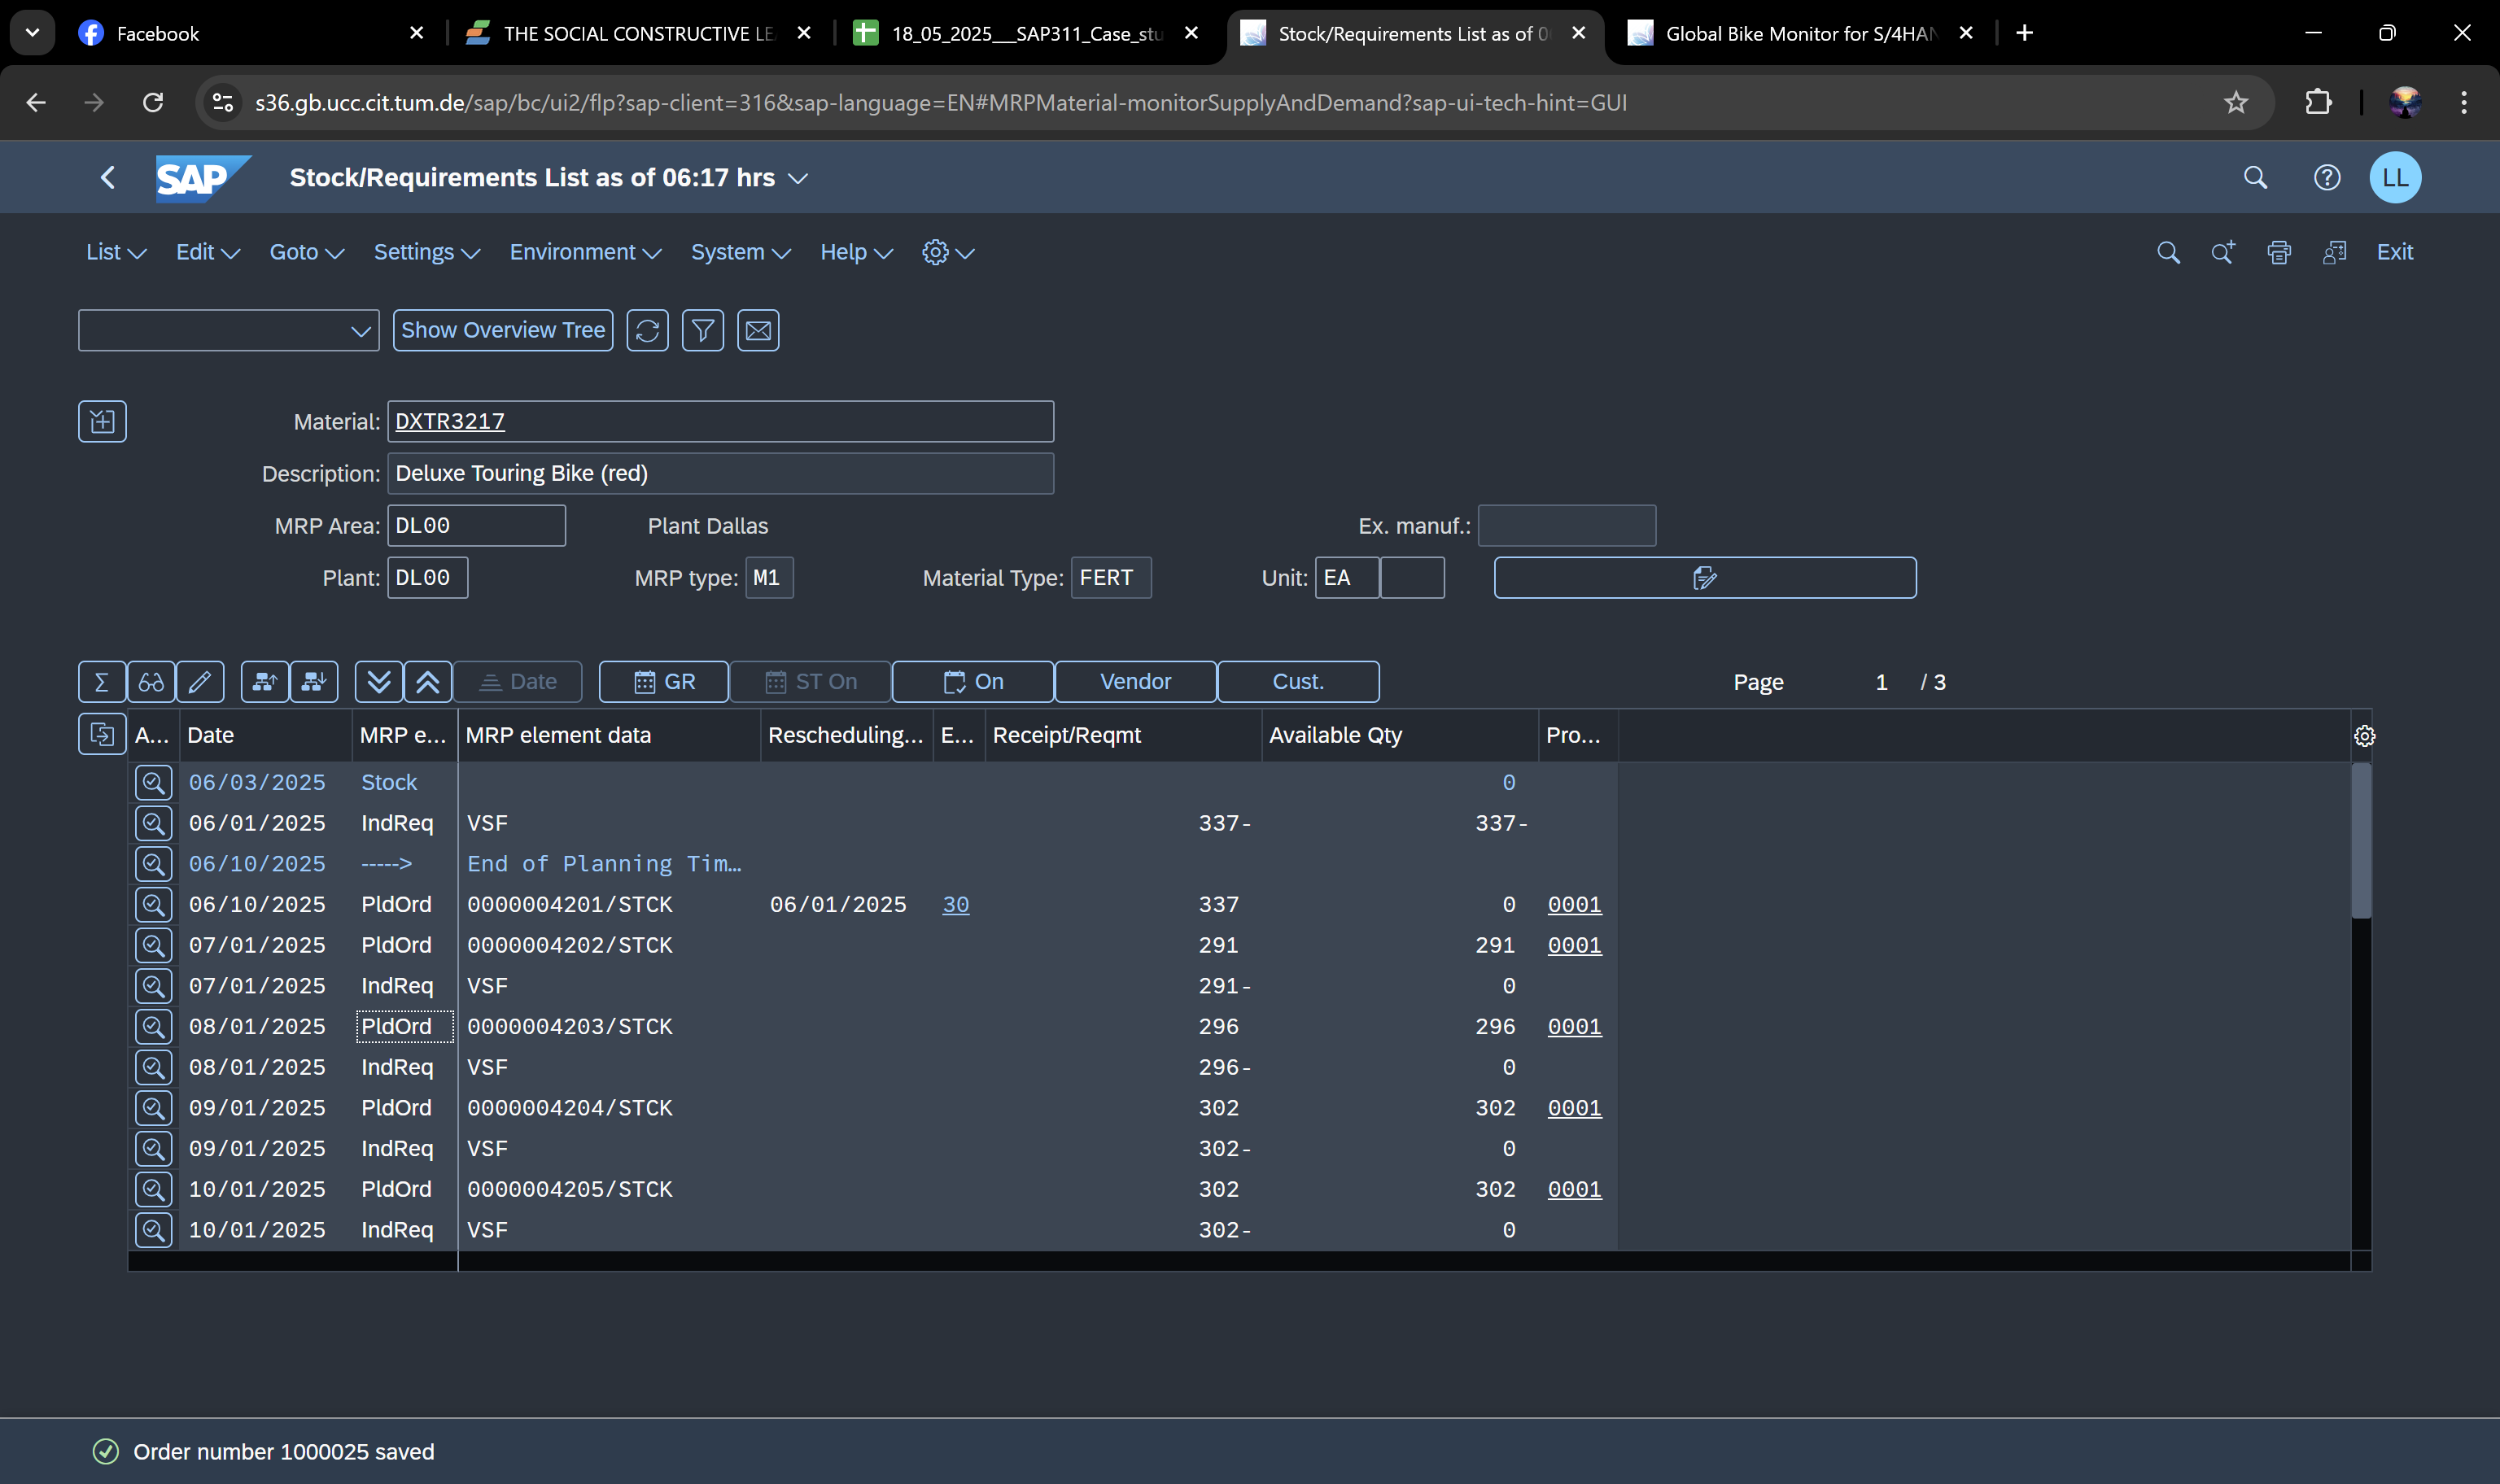 Facebook
THE SOCIAL CONSTRUCTIVE LE
18_05_2025___SAP311_Case_stu
Stock/Requirements List as of 0
Global Bike Monitor for S/4HAN
s36.gb.ucc.cit.tum.de/sap/bc/ui2/flp?sap-client=316&sap-language=EN#MRPMaterial-monitorSupplyAndDemand?sap-ui-tech-hint=GUI
SAP Stock/Requirements List as of 06:17 hrs LL
List Edit Goto Settings Environment System Help Exit
Show Overview Tree
Material: DXTR3217
Description: Deluxe Touring Bike (red)
MRP Area: DL00 Plant Dallas Ex. manuf.:
Plant: DL00 MRP type: M1 Material Type: FERT Unit: EA
Σ Date GR ST On On Vendor Cust. Page 1 / 3
A... Date MRP e... MRP element data Rescheduling... E... Receipt/Reqmt Available Qty Pro...
06/03/2025 Stock 0
06/01/2025 IndReq VSF 337- 337-
06/10/2025 -----> End of Planning Tim…
06/10/2025 PldOrd 0000004201/STCK 06/01/2025 30 337 0 0001
07/01/2025 PldOrd 0000004202/STCK 291 291 0001
07/01/2025 IndReq VSF 291- 0
08/01/2025 PldOrd 0000004203/STCK 296 296 0001
08/01/2025 IndReq VSF 296- 0
09/01/2025 PldOrd 0000004204/STCK 302 302 0001
09/01/2025 IndReq VSF 302- 0
10/01/2025 PldOrd 0000004205/STCK 302 302 0001
10/01/2025 IndReq VSF 302- 0
Order number 1000025 saved